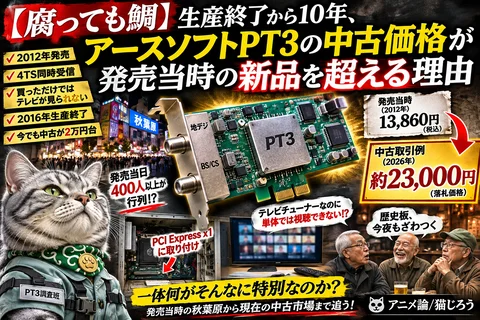 【腐っても鯛】生産終了から10年、
アースソフトPT3の中古価格が
発売当時の新品を超える理由
✓2012年発売
✓4TS同時受信
✓買っただけでは
テレビが見られない
✓2016年生産終了
✓今でも中古が2万円台
秋葉原
発売当日
400人以上が
行列!?
地デジ
BS/CS
PT3
発売当時
(2012年)
13,860円
(税込)
中古取引例
(2026年)
約23,000円
(落札価格)
PCI Express x1
に取り付け
テレビチューナーなのに
単体では視聴できない!?
歴史板、
今夜もざわつく
PT3調査班
一体何がそんなに特別なのか?
発売当時の秋葉原から現在の中古市場まで追う!
アニメ論/猫じろう